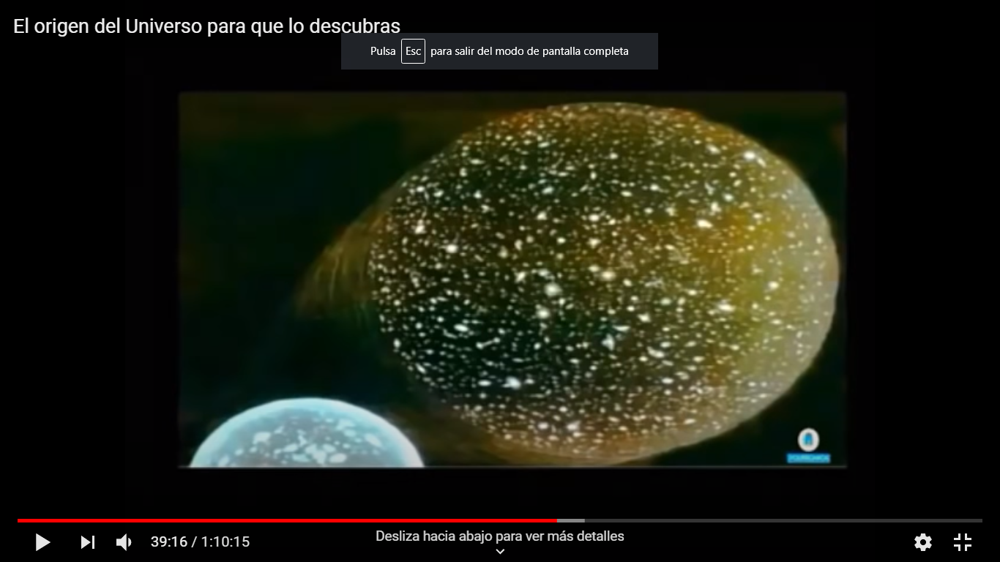 El origen del Universo para que lo descubras
Pulsa Esc para salir del modo de pantalla completa
39:16 / 1:10:15
Desliza hacia abajo para ver más detalles